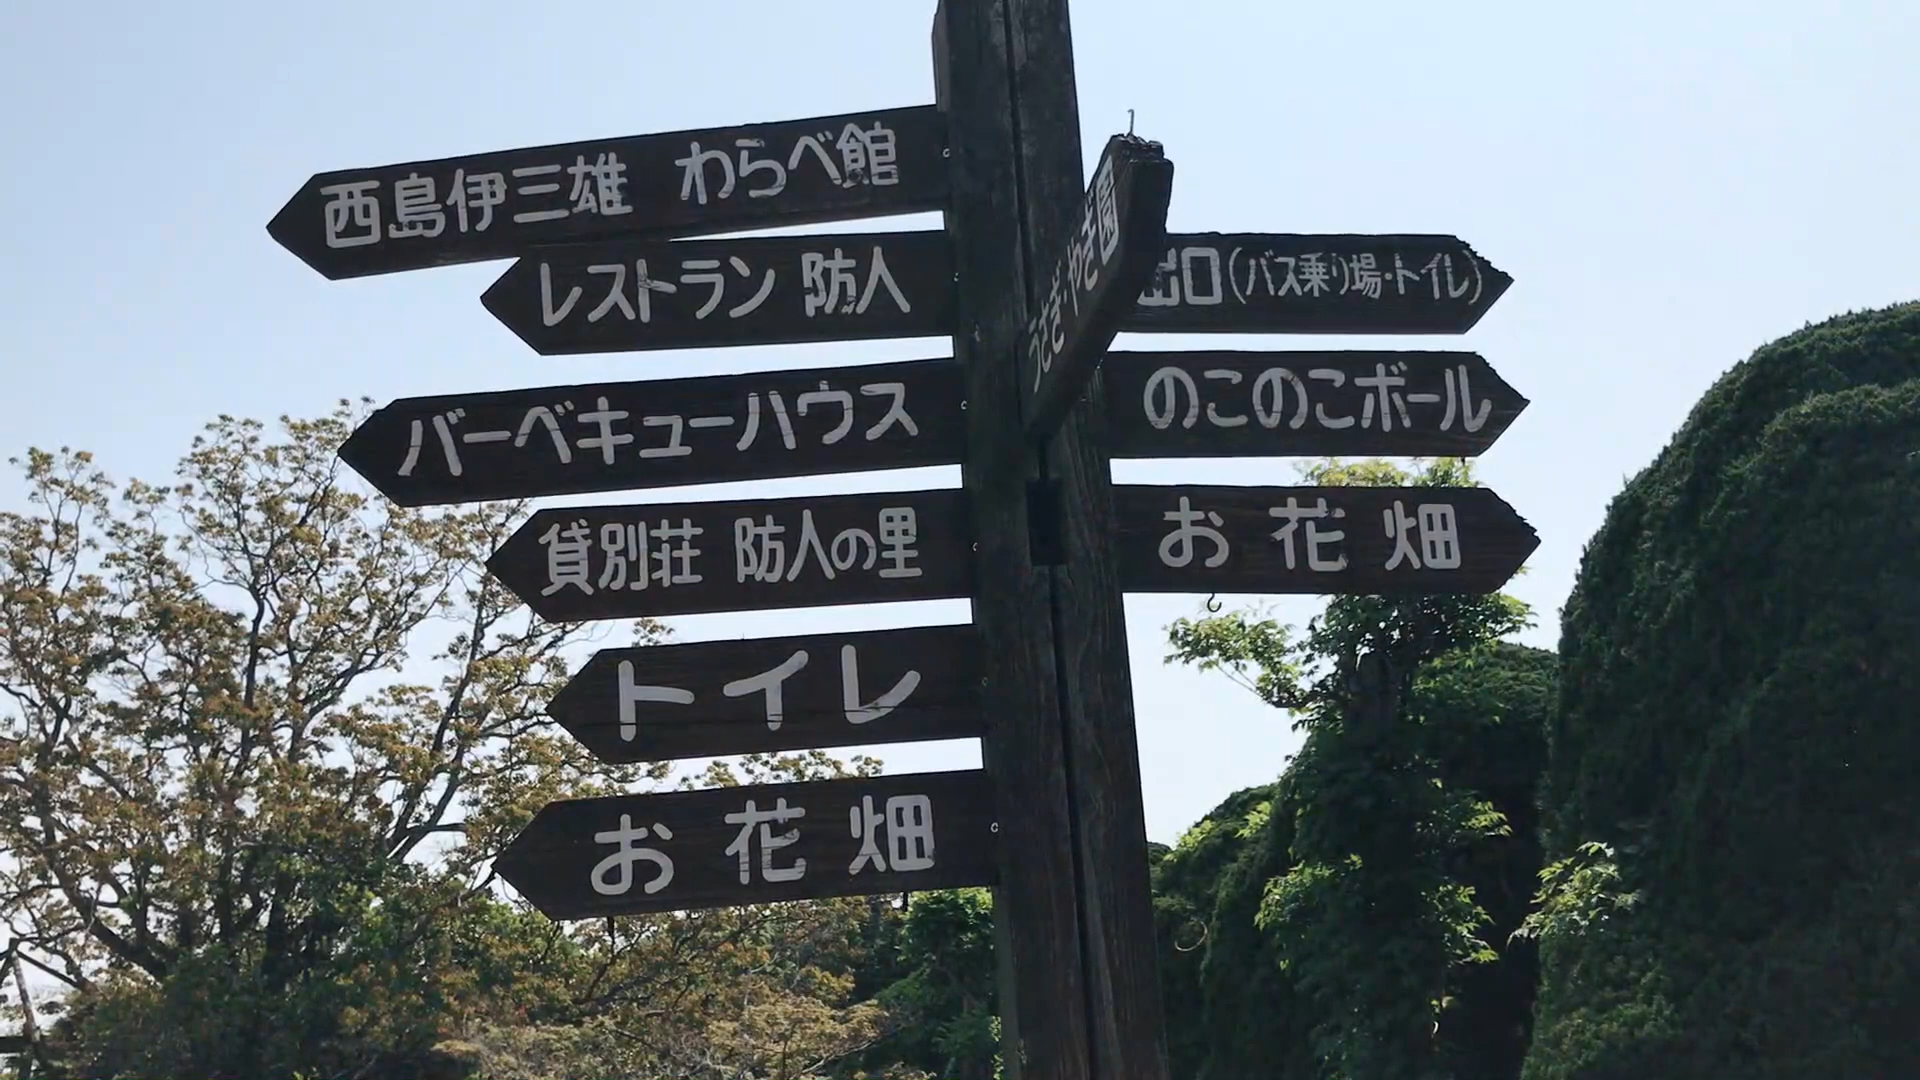 西島伊三雄 わらべ館
レストラン 防人
バーベキューハウス
貸別荘 防人の里
トイレ
お花畑
うさぎ・やぎ園
出口(バス乗り場・トイレ)
のこのこボール
お花畑